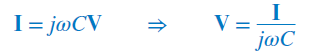 I = jωCV ⇒ V = I / jωC